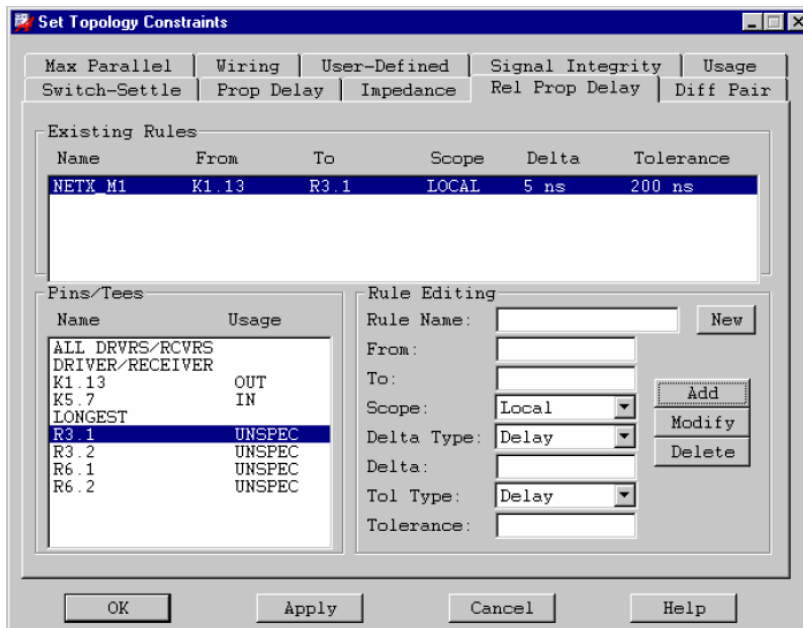 Set Topology Constraints
Max Parallel Wiring User-Defined Signal Integrity Usage
Switch-Settle Prop Delay Impedance Rel Prop Delay Diff Pair
Existing Rules
Name From To Scope Delta Tolerance
NETX_M1 K1.13 R3.1 LOCAL 5 ns 200 ns
Pins/Tees
Name Usage
ALL DRVRS/RCVRS
DRIVER/RECEIVER
K1.13 OUT
K5.7 IN
LONGEST
R3.1 UNSPEC
R3.2 UNSPEC
R6.1 UNSPEC
R6.2 UNSPEC
Rule Editing
Rule Name: New
From:
To:
Scope: Local
Delta Type: Delay
Delta:
Tol Type: Delay
Tolerance:
Add
Modify
Delete
OK Apply Cancel Help